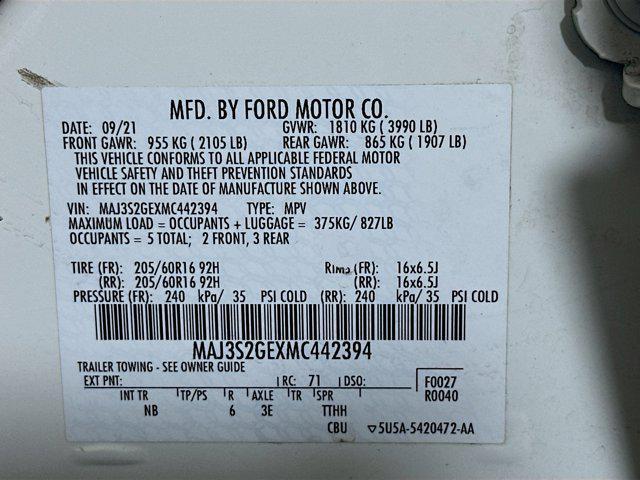 MFD. BY FORD MOTOR CO.
DATE: 09/21 GVWR: 1810 KG ( 3990 LB)
FRONT GAWR: 955 KG ( 2105 LB) REAR GAWR: 865 KG ( 1907 LB)
THIS VEHICLE CONFORMS TO ALL APPLICABLE FEDERAL MOTOR
VEHICLE SAFETY AND THEFT PREVENTION STANDARDS
IN EFFECT ON THE DATE OF MANUFACTURE SHOWN ABOVE.
VIN: MAJ3S2GEXMC442394 TYPE: MPV
MAXIMUM LOAD = OCCUPANTS + LUGGAGE = 375KG/ 827LB
OCCUPANTS = 5 TOTAL; 2 FRONT, 3 REAR
TIRE (FR): 205/60R16 92H (FR): 16x6.5J
(RR): 205/60R16 92H (RR): 16x6.5J
PRESSURE (FR): 240 kPa/ 35 PSI COLD (RR): 240 kPa/ 35 PSI COLD
MAJ3S2GEXMC442394
TRAILER TOWING - SEE OWNER GUIDE
EXT PNT: RC: 71 DSO: F0027
R0040
INT TR TP/PS R AXLE TR SPR
NB 6 3E TTHH
CBU ▽5U5A-5420472-AA